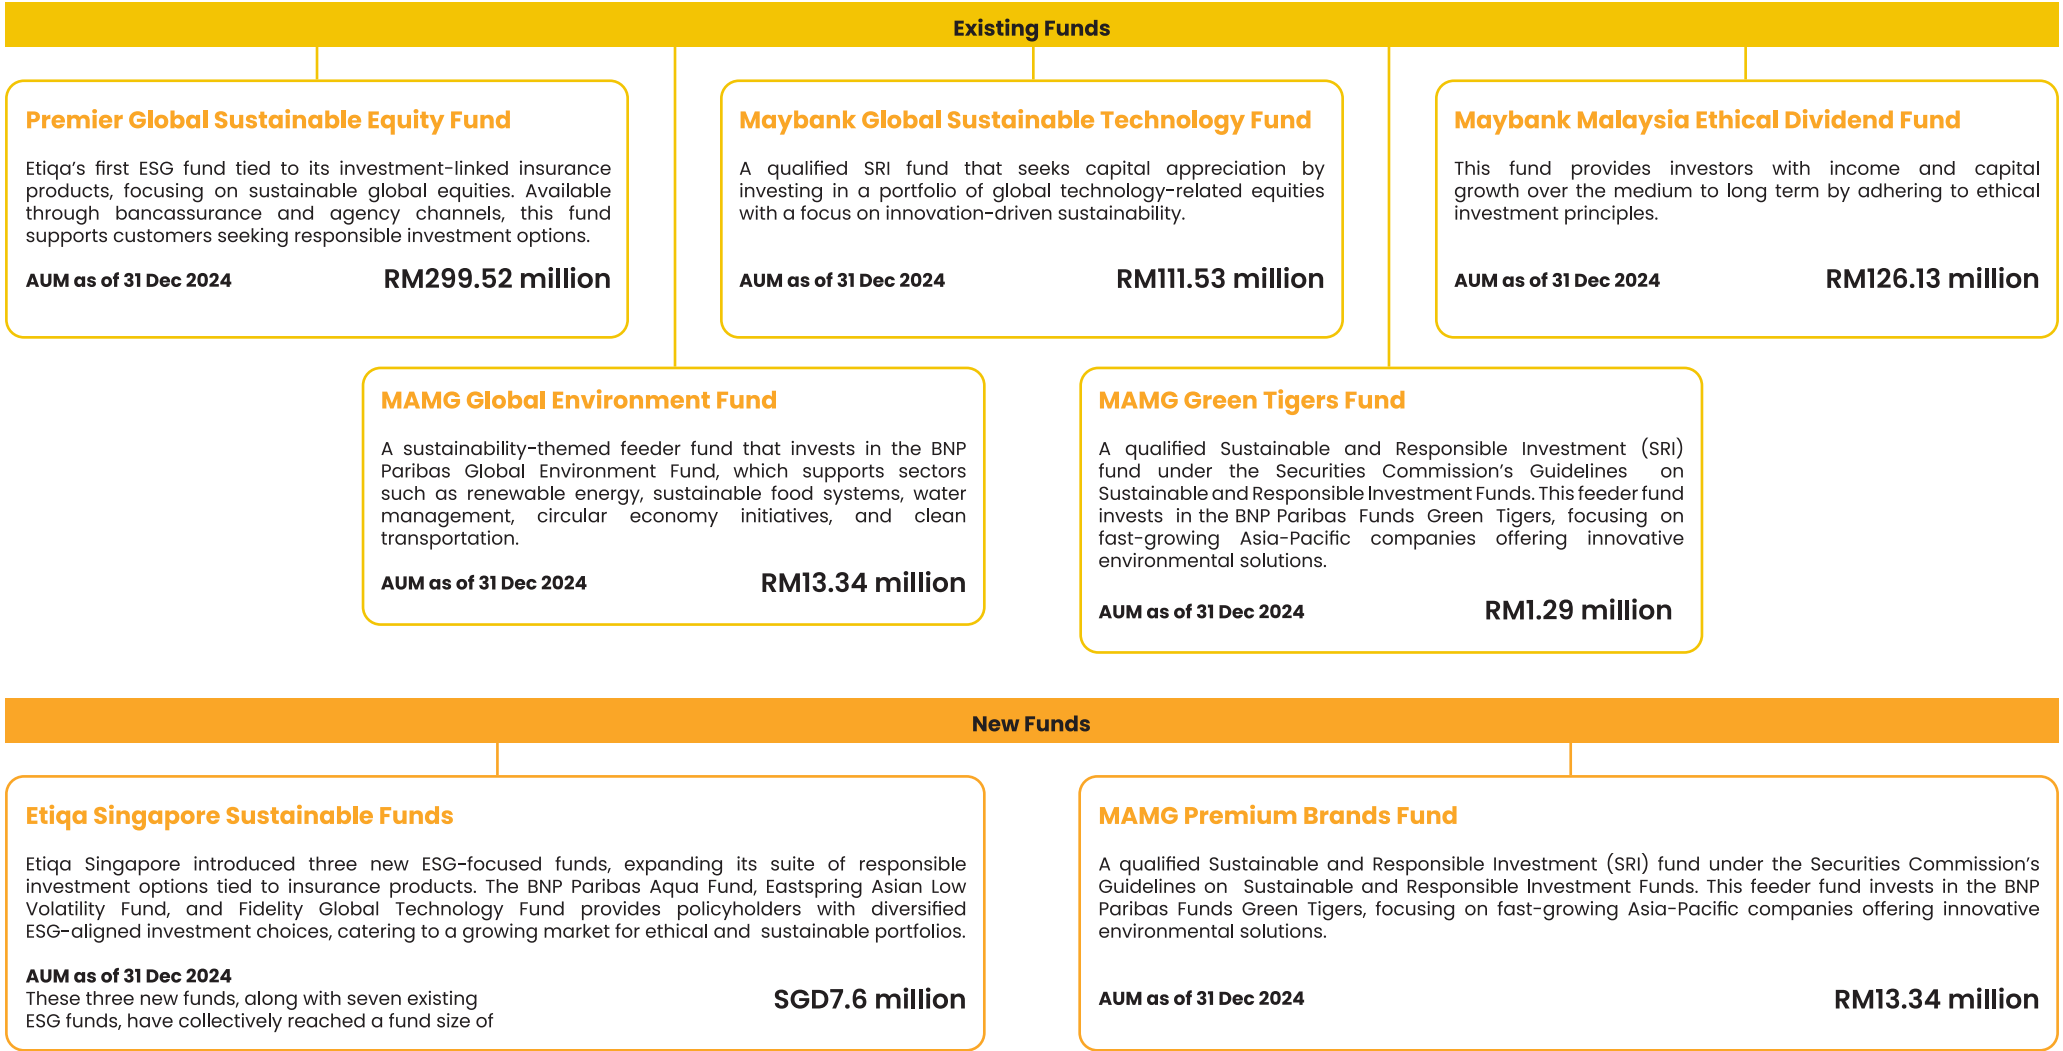 Existing Funds
Premier Global Sustainable Equity Fund
Etiqa’s first ESG fund tied to its investment-linked insurance
products, focusing on sustainable global equities. Available
through bancassurance and agency channels, this fund
supports customers seeking responsible investment options.
AUM as of 31 Dec 2024 RM299.52 million
Maybank Global Sustainable Technology Fund
A qualified SRI fund that seeks capital appreciation by
investing in a portfolio of global technology-related equities
with a focus on innovation-driven sustainability.
AUM as of 31 Dec 2024 RM111.53 million
Maybank Malaysia Ethical Dividend Fund
This fund provides investors with income and capital
growth over the medium to long term by adhering to ethical
investment principles.
AUM as of 31 Dec 2024 RM126.13 million
MAMG Global Environment Fund
A sustainability-themed feeder fund that invests in the BNP
Paribas Global Environment Fund, which supports sectors
such as renewable energy, sustainable food systems, water
management, circular economy initiatives, and clean
transportation.
AUM as of 31 Dec 2024 RM13.34 million
MAMG Green Tigers Fund
A qualified Sustainable and Responsible Investment (SRI)
fund under the Securities Commission’s Guidelines on
Sustainable and Responsible Investment Funds. This feeder fund
invests in the BNP Paribas Funds Green Tigers, focusing on
fast-growing Asia-Pacific companies offering innovative
environmental solutions.
AUM as of 31 Dec 2024 RM1.29 million
New Funds
Etiqa Singapore Sustainable Funds
Etiqa Singapore introduced three new ESG-focused funds, expanding its suite of responsible
investment options tied to insurance products. The BNP Paribas Aqua Fund, Eastspring Asian Low
Volatility Fund, and Fidelity Global Technology Fund provides policyholders with diversified
ESG-aligned investment choices, catering to a growing market for ethical and sustainable portfolios.
AUM as of 31 Dec 2024
These three new funds, along with seven existing
ESG funds, have collectively reached a fund size of
SGD7.6 million
MAMG Premium Brands Fund
A qualified Sustainable and Responsible Investment (SRI) fund under the Securities Commission’s
Guidelines on Sustainable and Responsible Investment Funds. This feeder fund invests in the BNP
Paribas Funds Green Tigers, focusing on fast-growing Asia-Pacific companies offering innovative
environmental solutions.
AUM as of 31 Dec 2024 RM13.34 million